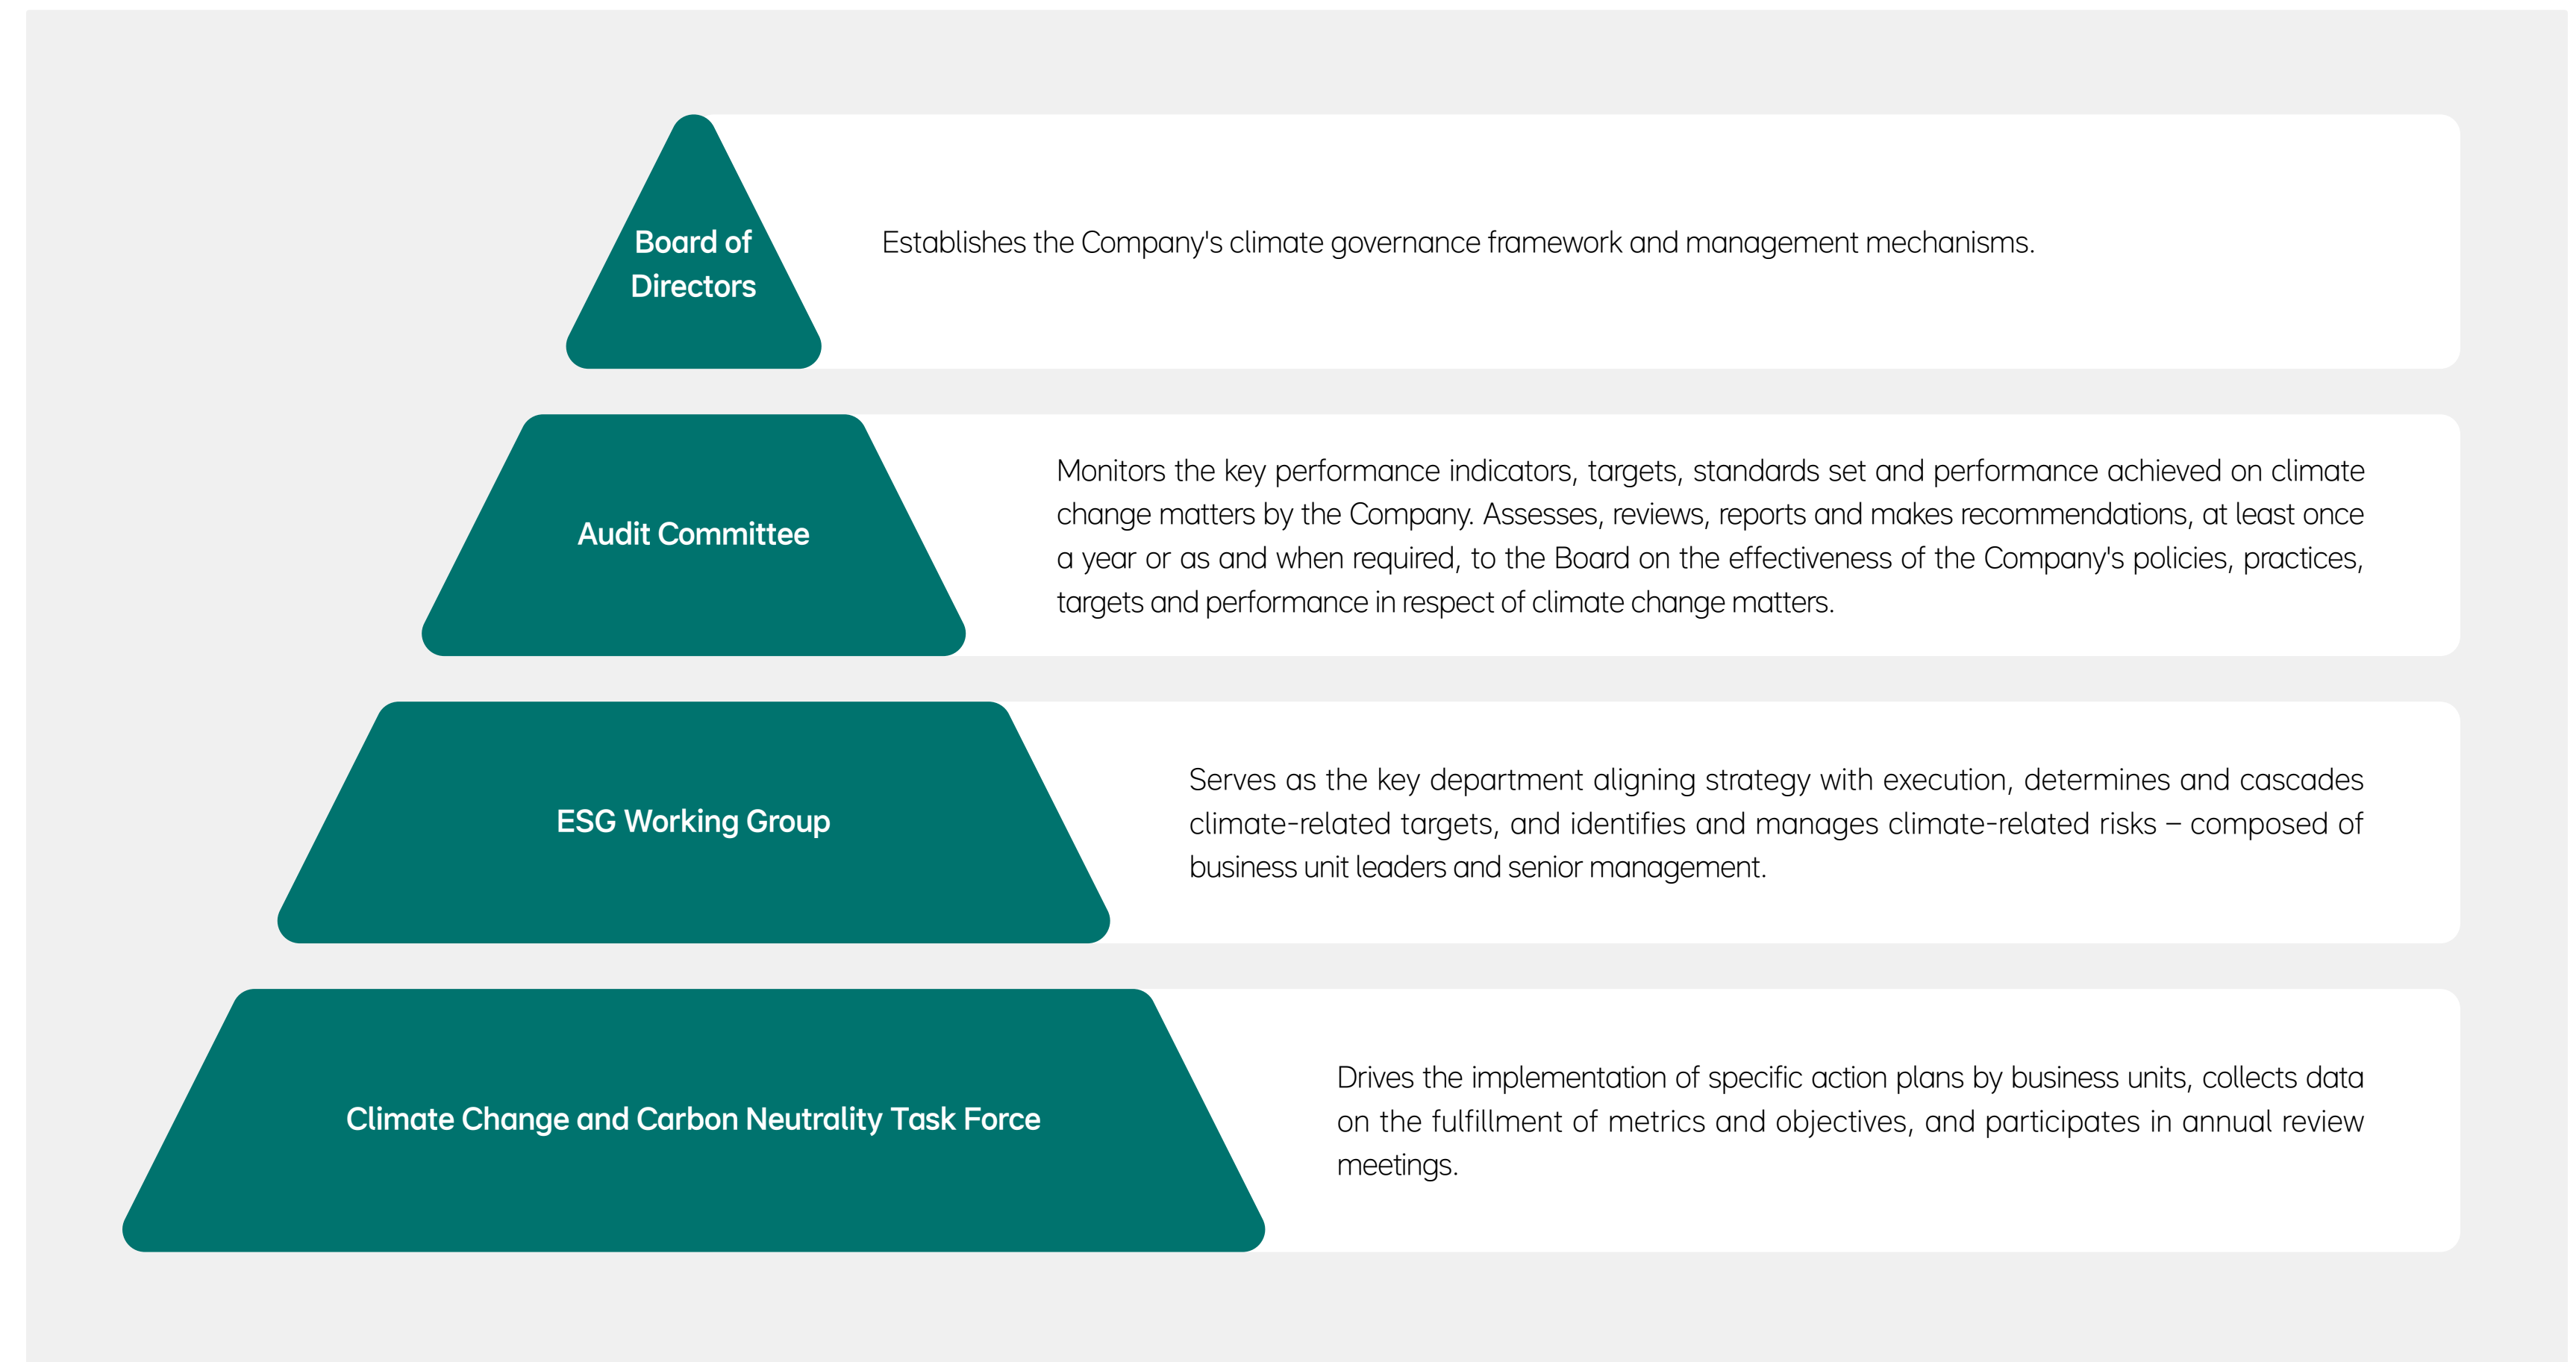 Board of
Directors
Establishes the Company's climate governance framework and management mechanisms.
Audit Committee
Monitors the key performance indicators, targets, standards set and performance achieved on climate
change matters by the Company. Assesses, reviews, reports and makes recommendations, at least once
a year or as and when required, to the Board on the effectiveness of the Company's policies, practices,
targets and performance in respect of climate change matters.
ESG Working Group
Serves as the key department aligning strategy with execution, determines and cascades
climate-related targets, and identifies and manages climate-related risks – composed of
business unit leaders and senior management.
Climate Change and Carbon Neutrality Task Force
Drives the implementation of specific action plans by business units, collects data
on the fulfillment of metrics and objectives, and participates in annual review
meetings.